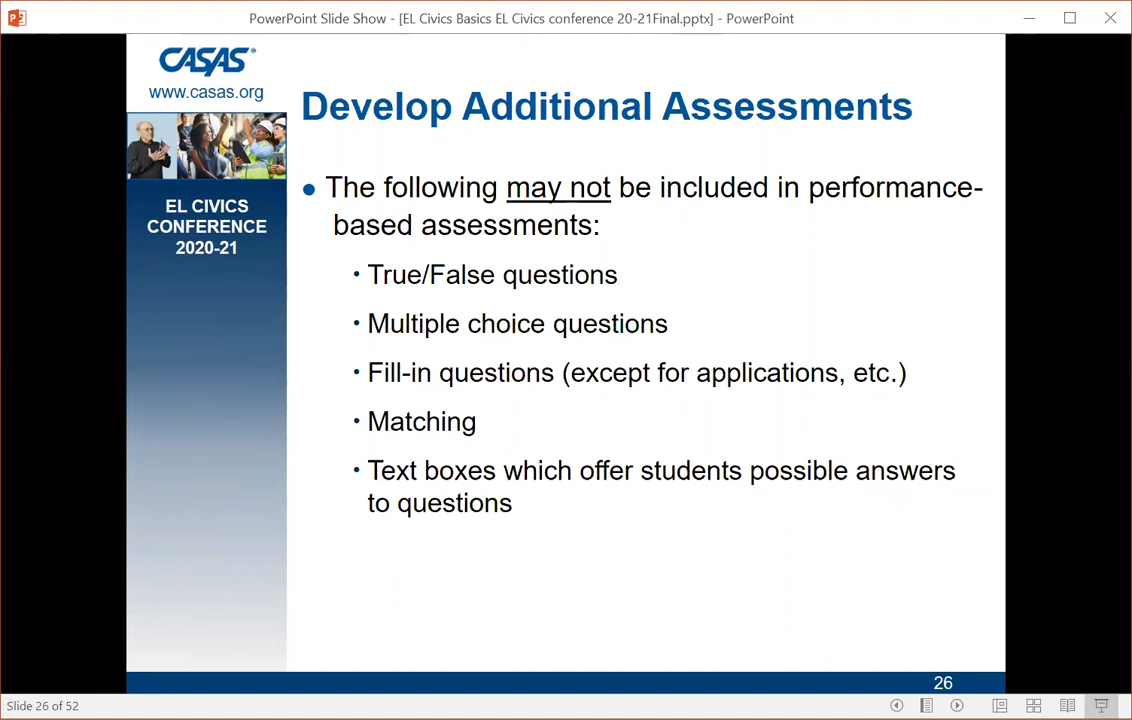 PowerPoint Slide Show - [EL Civics Basics EL Civics conference 20-21Final.pptx] - PowerPoint
CASAS®
www.casas.org
EL CIVICS
CONFERENCE
2020-21
Develop Additional Assessments
• The following may not be included in performance-
based assessments:
• True/False questions
• Multiple choice questions
• Fill-in questions (except for applications, etc.)
• Matching
• Text boxes which offer students possible answers
to questions
26
Slide 26 of 52